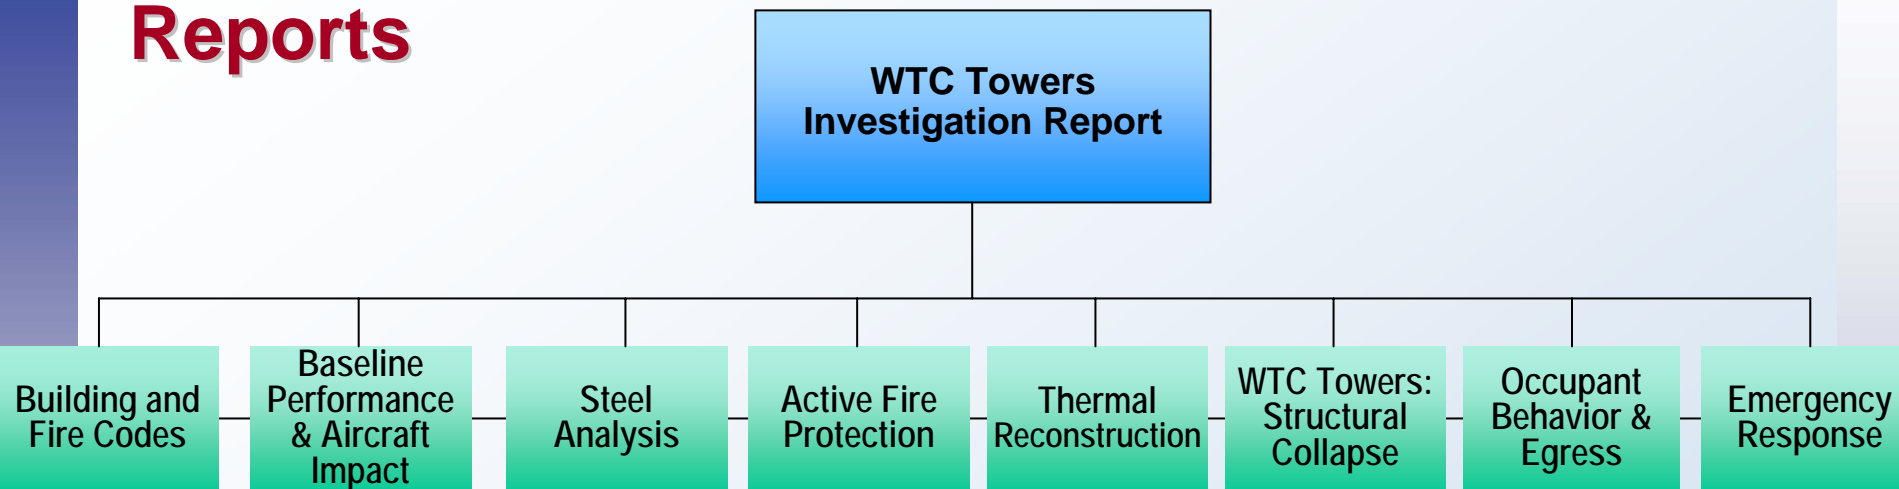 Reports
WTC Towers
Investigation Report
Building and
Fire Codes
Baseline
Performance
& Aircraft
Impact
Steel
Analysis
Active Fire
Protection
Thermal
Reconstruction
WTC Towers:
Structural
Collapse
Occupant
Behavior &
Egress
Emergency
Response